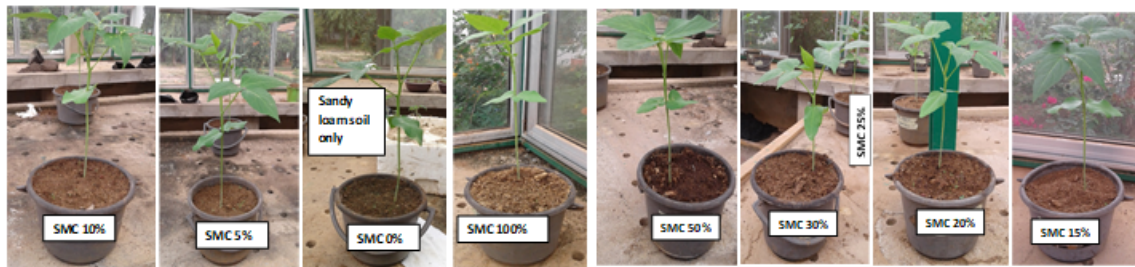 SMC 10%
SMC 5%
Sandy
loam soil
only
SMC 0%
SMC 100%
SMC 50%
SMC 30%
SMC 25%
SMC 20%
SMC 15%